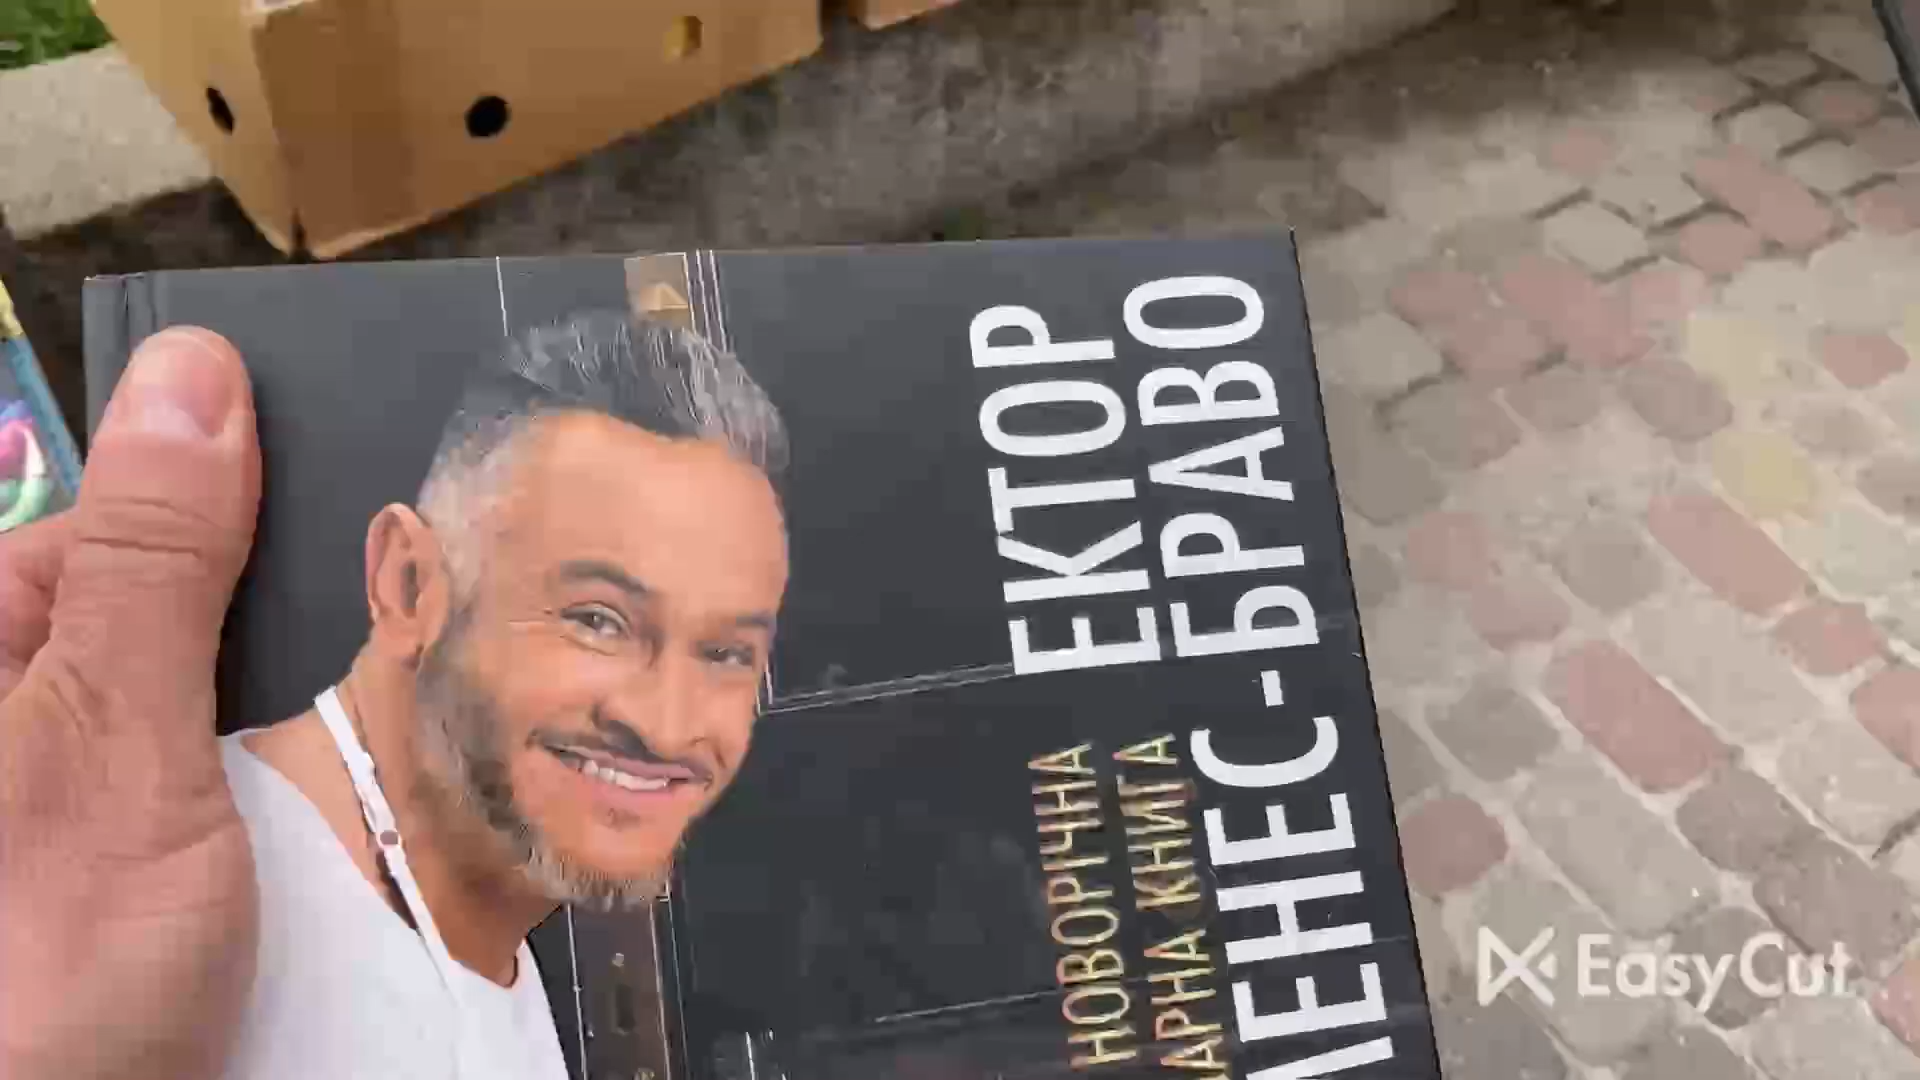 ЕКТОР
ЕНЕС-БРАВО
НОВОРІЧНА
АРНА КНИГА
EasyCut